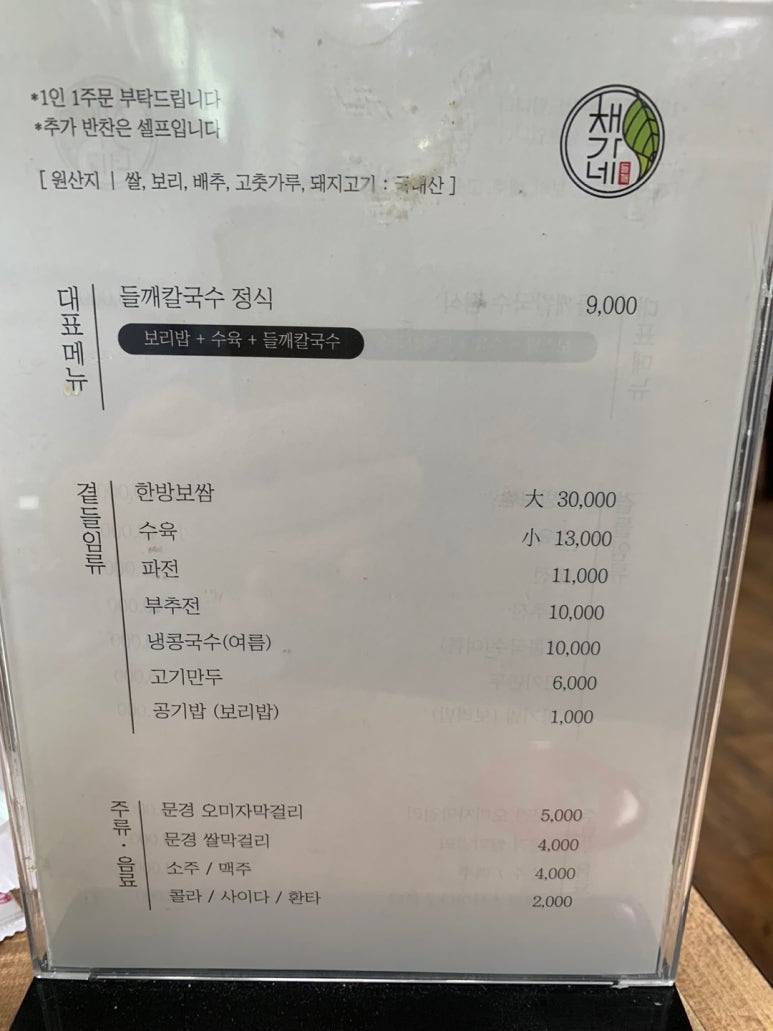 *1인 1주문 부탁드립니다
*추가 반찬은 셀프입니다
채가네
들깨
[ 원산지 | 쌀, 보리, 배추, 고춧가루, 돼지고기 : 국내산 ]
대표메뉴
들깨칼국수 정식 9,000
보리밥 + 수육 + 들깨칼국수
곁들임류
한방보쌈 大 30,000
수육 小 13,000
파전 11,000
부추전 10,000
냉콩국수(여름) 10,000
고기만두 6,000
공기밥 (보리밥) 1,000
주류 · 음료
문경 오미자막걸리 5,000
문경 쌀막걸리 4,000
소주 / 맥주 4,000
콜라 / 사이다 / 환타 2,000